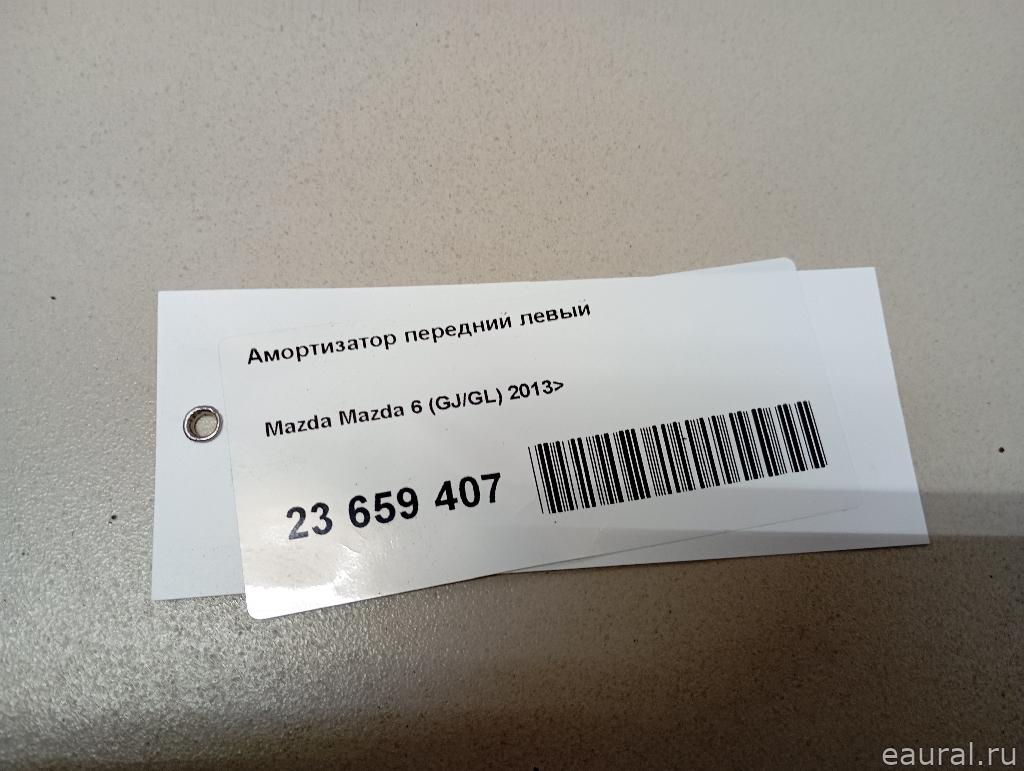 Амортизатор передний левый
Mazda Mazda 6 (GJ/GL) 2013>
23 659 407
eaural.ru